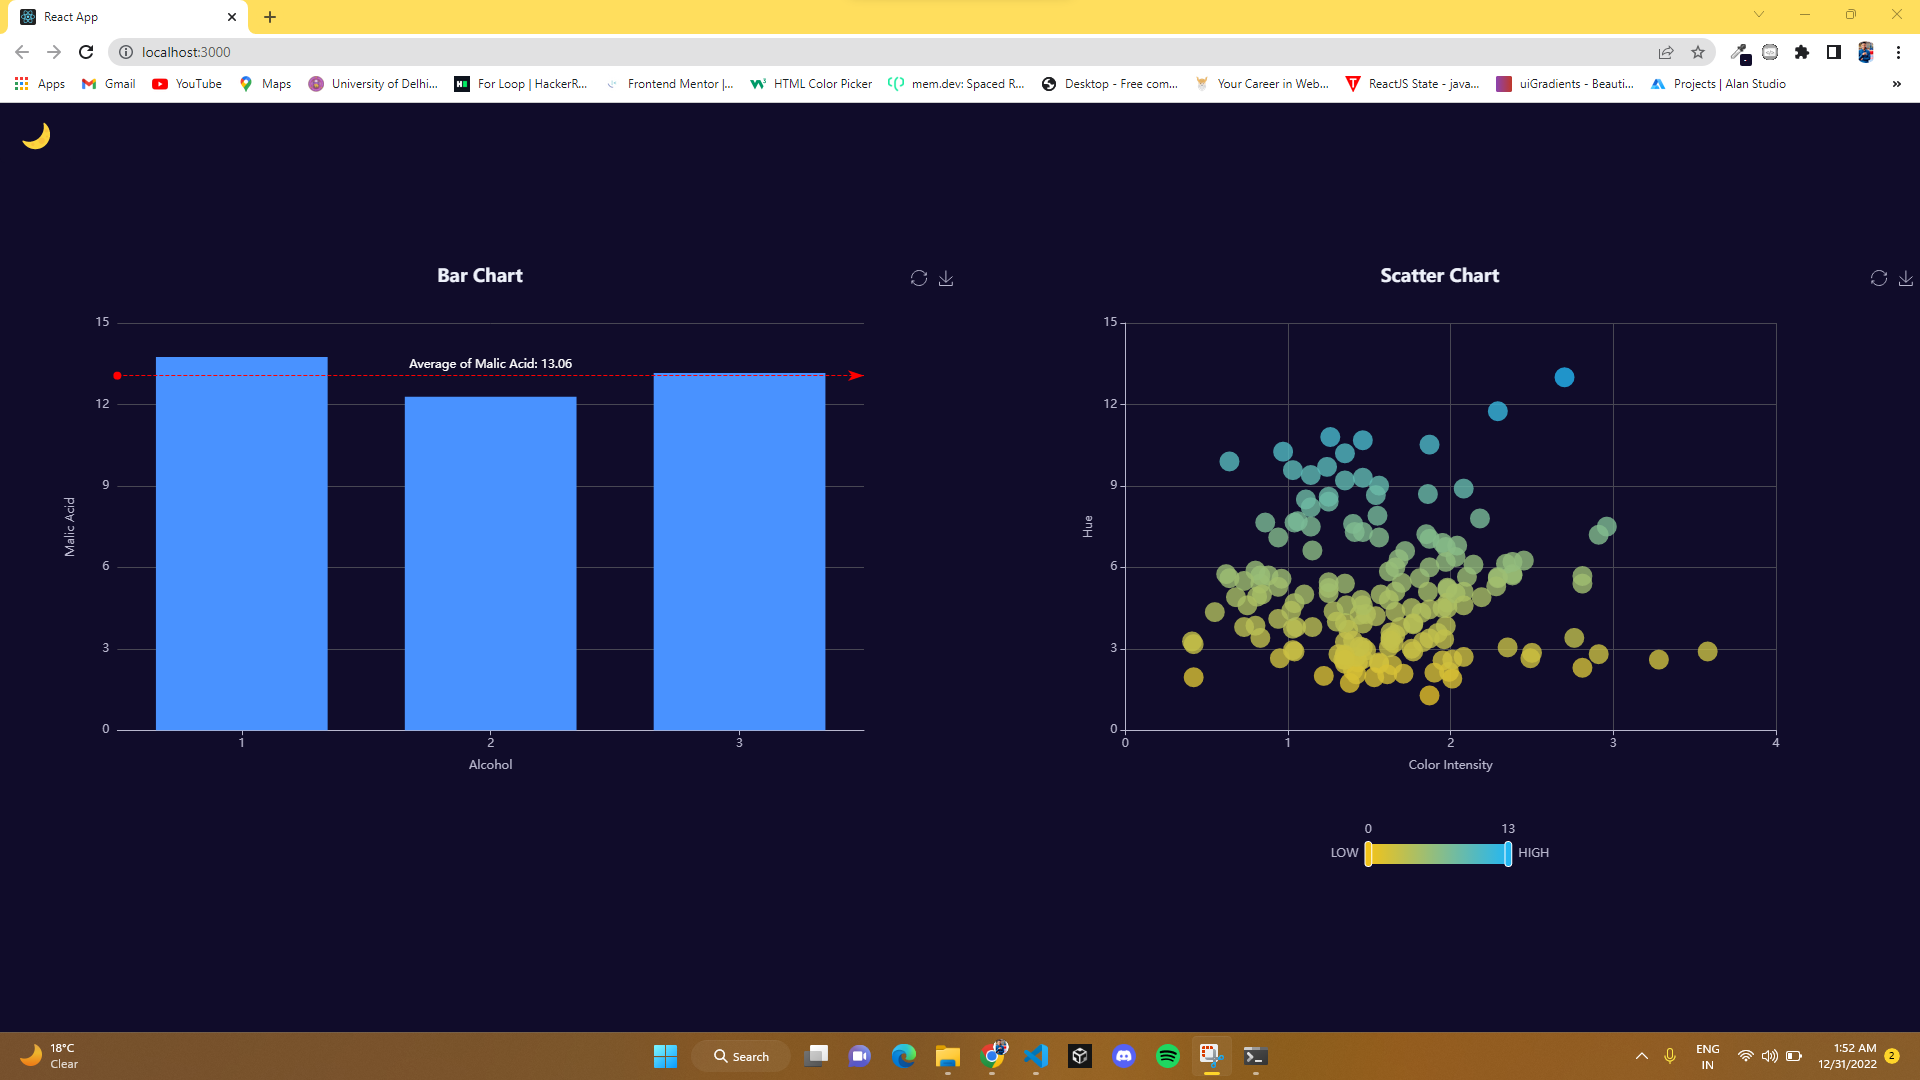 React App
localhost:3000
Apps
Gmail
YouTube
Maps
University of Delhi...
For Loop | HackerR...
Frontend Mentor |...
HTML Color Picker
mem.dev: Spaced R...
Desktop - Free com...
Your Career in Web...
ReactJS State - java...
uiGradients - Beauti...
Projects | Alan Studio
»
Bar Chart
15
12
9
6
3
0
Malic Acid
Average of Malic Acid: 13.06
1
2
3
Alcohol
Scatter Chart
15
12
9
6
3
0
Hue
0
1
2
3
4
Color Intensity
0
13
LOW
HIGH
18°C
Clear
Search
ENG
IN
1:52 AM
12/31/2022
2